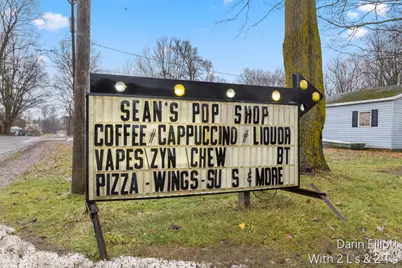 SEAN'S POP SHOP
COFFEE#CAPPUCCINO#LIQUOR
VAPES\ZYN CHEW BT
PIZZA-WINGS-SU S & MORE
Darin Elliott
With 2 L's & 2 T's